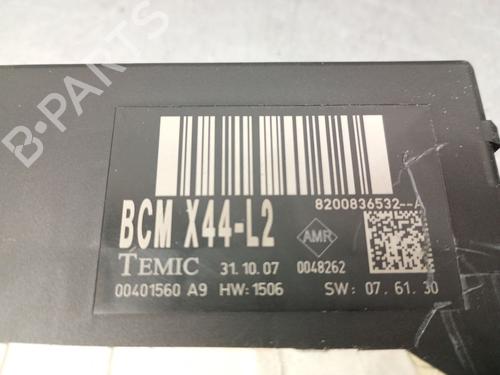 8200836532--A
BCM X44-L2
AMR
TEMIC 31.10.07 0048262
00401560 A9 HW:1506 SW: 07.61.30
B-PARTS